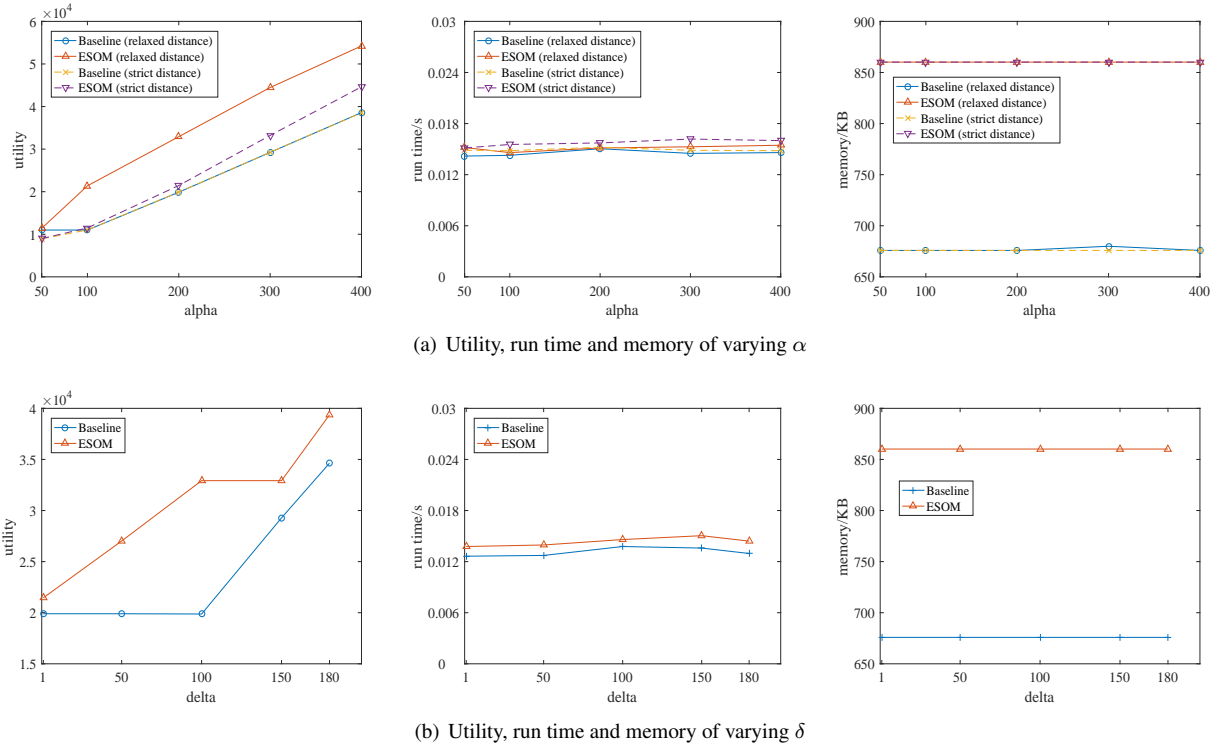 ×10^4
6
5
4
3
2
1
0
utility
50 100 200 300 400
alpha
Baseline (relaxed distance)
ESOM (relaxed distance)
Baseline (strict distance)
ESOM (strict distance)
0.03
0.024
0.018
0.012
0.006
0
run time/s
50 100 200 300 400
alpha
Baseline (relaxed distance)
ESOM (relaxed distance)
Baseline (strict distance)
ESOM (strict distance)
900
850
800
750
700
650
memory/KB
50 100 200 300 400
alpha
Baseline (relaxed distance)
ESOM (relaxed distance)
Baseline (strict distance)
ESOM (strict distance)
(a) Utility, run time and memory of varying α
×10^4
4
3.5
3
2.5
2
1.5
utility
1 50 100 150 180
delta
Baseline
ESOM
0.03
0.024
0.018
0.012
0.006
0
run time/s
1 50 100 150 180
delta
Baseline
ESOM
900
850
800
750
700
650
memory/KB
1 50 100 150 180
delta
Baseline
ESOM
(b) Utility, run time and memory of varying δ